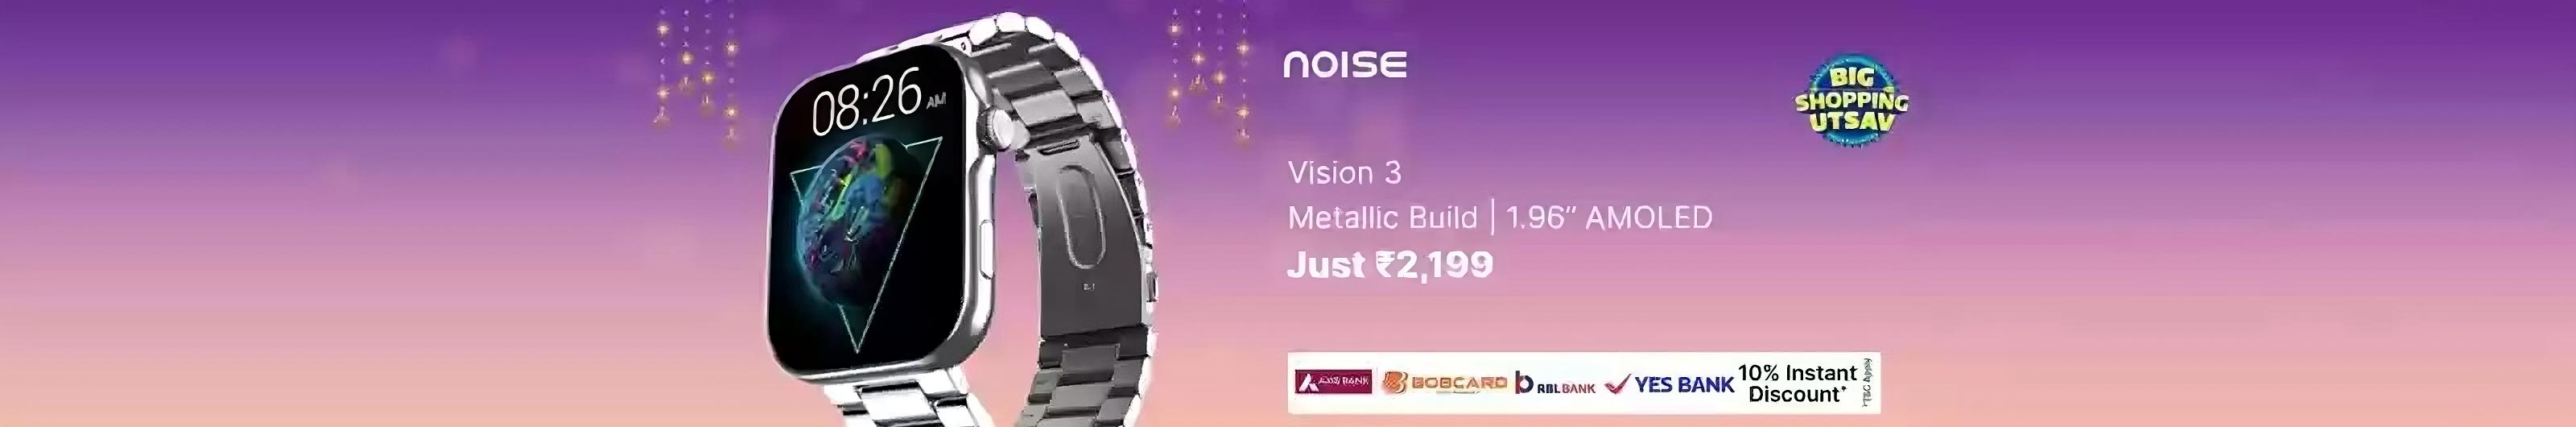 08:26 AM
NOISE
BIG
SHOPPING
UTSAV
Vision 3
Metallic Build | 1.96" AMOLED
Just ₹2,199
AXIS BANK BOBCARD RBL BANK YES BANK 10% Instant
Discount*
*T&C Apply